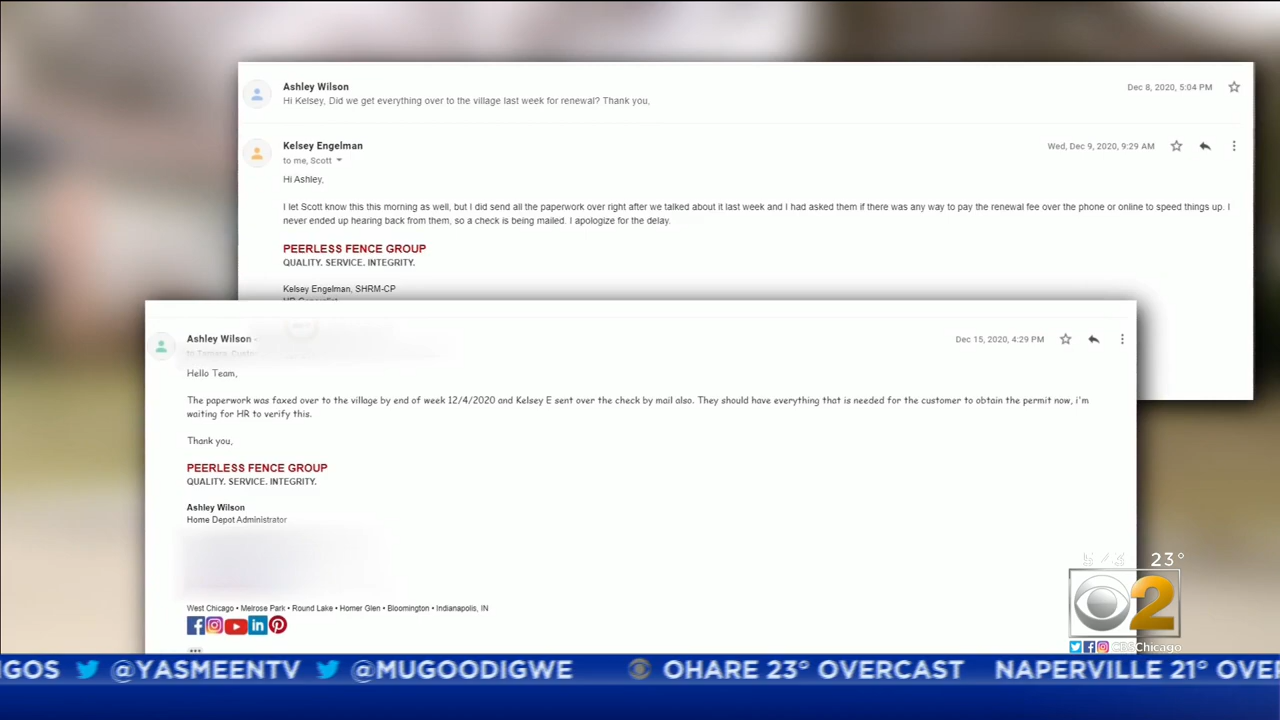 Ashley Wilson
Dec 8, 2020, 5:04 PM
Hi Kelsey, Did we get everything over to the village last week for renewal? Thank you,
Kelsey Engelman
Wed, Dec 9, 2020, 9:29 AM
to me, Scott
Hi Ashley,
I let Scott know this this morning as well, but I did send all the paperwork over right after we talked about it last week and I had asked them if there was any way to pay the renewal fee over the phone or online to speed things up. I
never ended up hearing back from them, so a check is being mailed. I apologize for the delay.
PEERLESS FENCE GROUP
QUALITY. SERVICE. INTEGRITY.
Kelsey Engelman, SHRM-CP
Ashley Wilson
Dec 15, 2020, 4:29 PM
Hello Team,
The paperwork was faxed over to the village by end of week 12/4/2020 and Kelsey E sent over the check by mail also. They should have everything that is needed for the customer to obtain the permit now, i'm
waiting for HR to verify this.
Thank you,
PEERLESS FENCE GROUP
QUALITY. SERVICE. INTEGRITY.
Ashley Wilson
Home Depot Administrator
West Chicago • Melrose Park • Round Lake • Homer Glen • Bloomington • Indianapolis, IN
23°
2
CBSChicago
GOS @YASMEENTV @MUGOODIGWE OHARE 23° OVERCAST NAPERVILLE 21° OVER